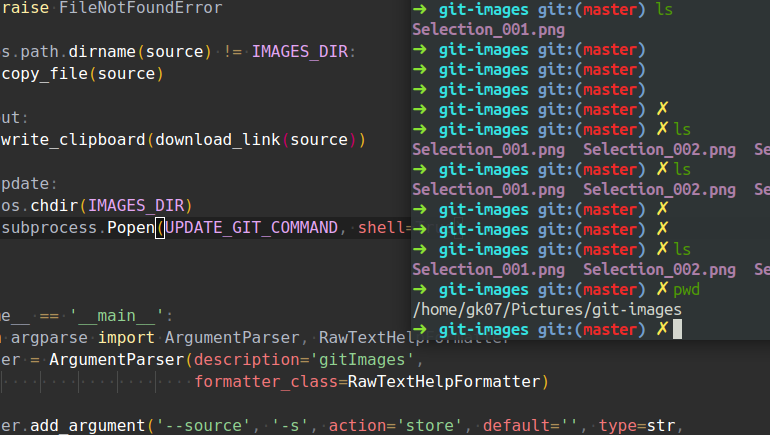 raise FileNotFoundError
s.path.dirname(source) != IMAGES_DIR:
copy_file(source)
ut:
write_clipboard(download_link(source))
pdate:
os.chdir(IMAGES_DIR)
subprocess.Popen(UPDATE_GIT_COMMAND, shell=
me__ == '__main__':
argparse import ArgumentParser, RawTextHelpFormatter
er = ArgumentParser(description='gitImages',
formatter_class=RawTextHelpFormatter)
er.add_argument('--source', '-s', action='store', default='', type=str,
➜ git-images git:(master) ls
Selection_001.png
➜ git-images git:(master)
➜ git-images git:(master)
➜ git-images git:(master)
➜ git-images git:(master) ✗
➜ git-images git:(master) ✗ ls
Selection_001.png Selection_002.png Se
➜ git-images git:(master) ✗ ls
Selection_001.png Selection_002.png Se
➜ git-images git:(master) ✗
➜ git-images git:(master) ✗
➜ git-images git:(master) ✗ ls
Selection_001.png Selection_002.png Se
➜ git-images git:(master) ✗ pwd
/home/gk07/Pictures/git-images
➜ git-images git:(master) ✗